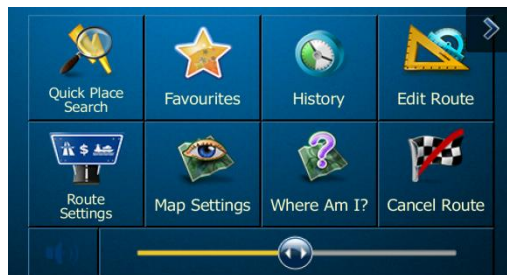 Quick Place
Search
Favourites
History
Edit Route
$
Route
Settings
Map Settings
Where Am I?
Cancel Route